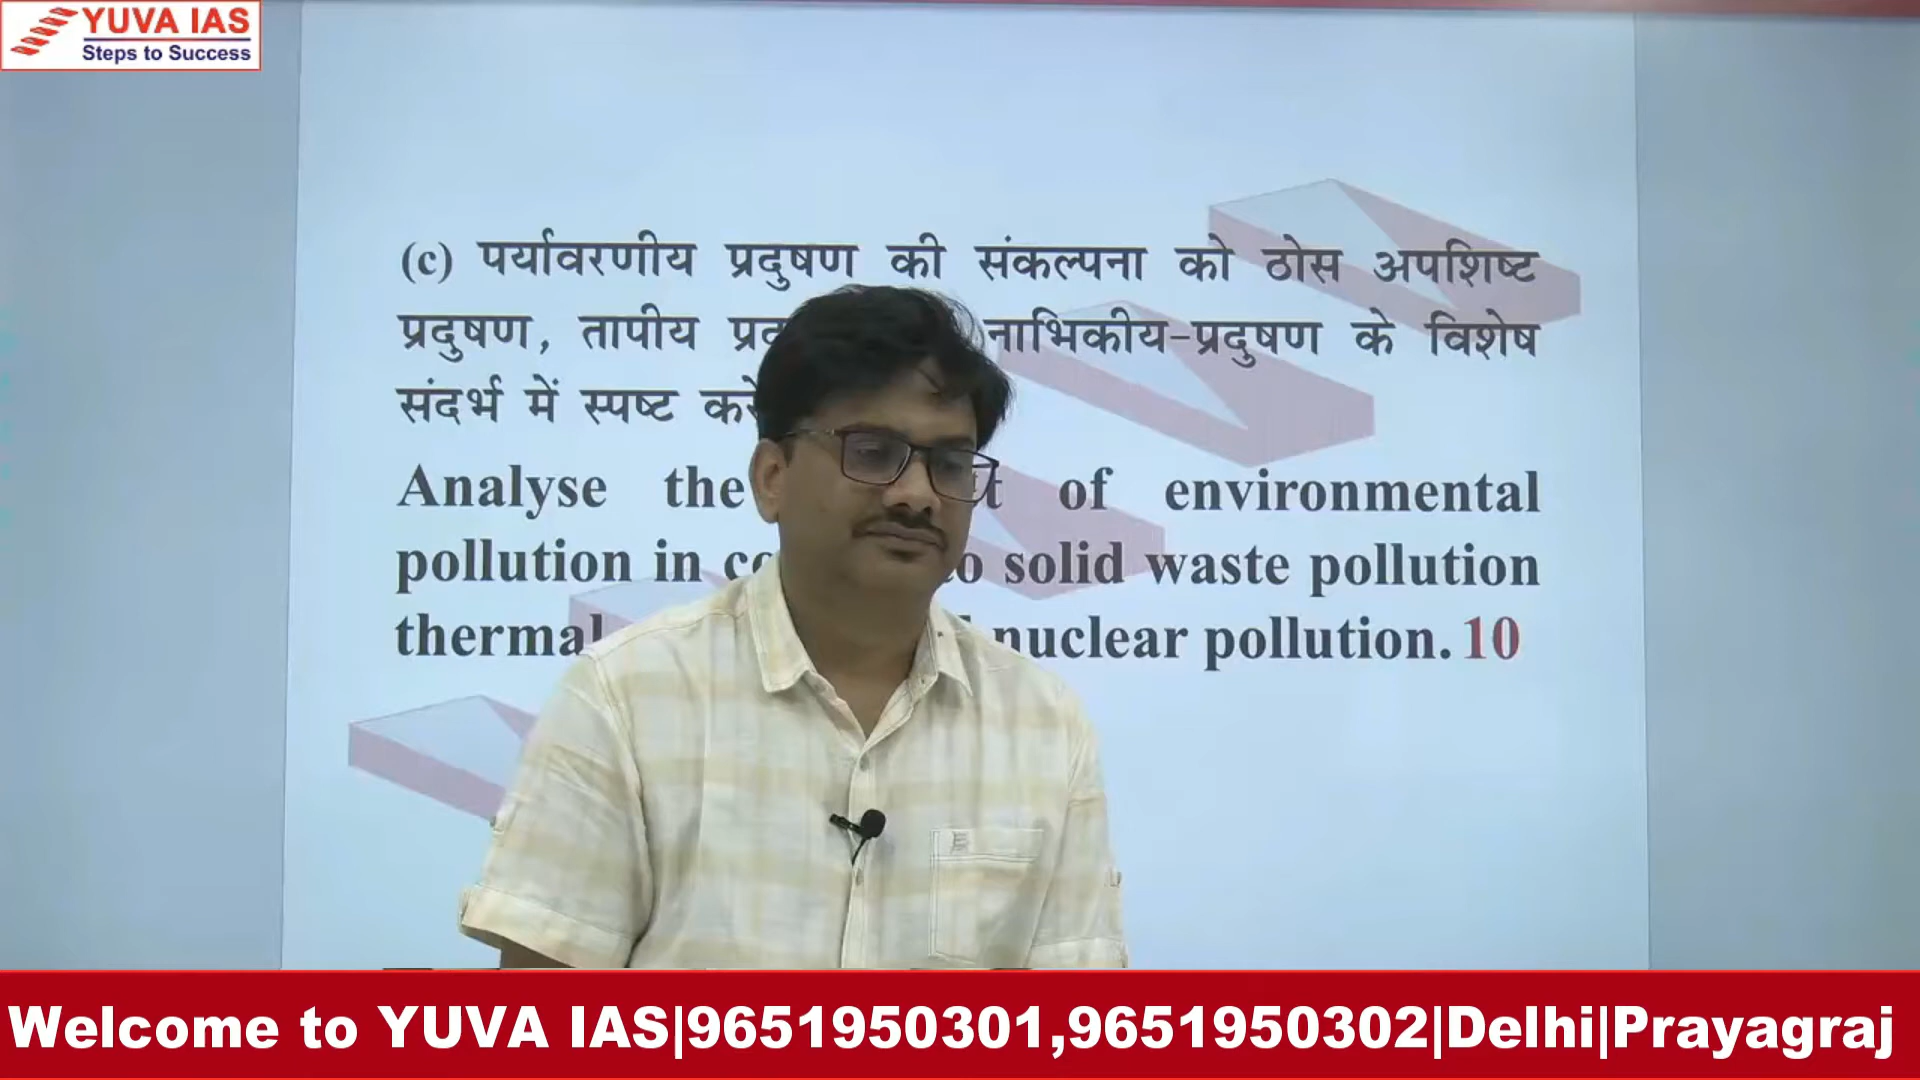 YUVA IAS
Steps to Success
(c) पर्यावरणीय प्रदुषण की संकल्पना को ठोस अपशिष्ट
प्रदुषण, तापीय नाभिकीय-प्रदुषण के विशेष
संदर्भ में स्पष्ट
Analyse the of environmental
pollution in solid waste pollution
nuclear pollution. 10
Welcome to YUVA IAS|9651950301,9651950302|Delhi|Prayagraj